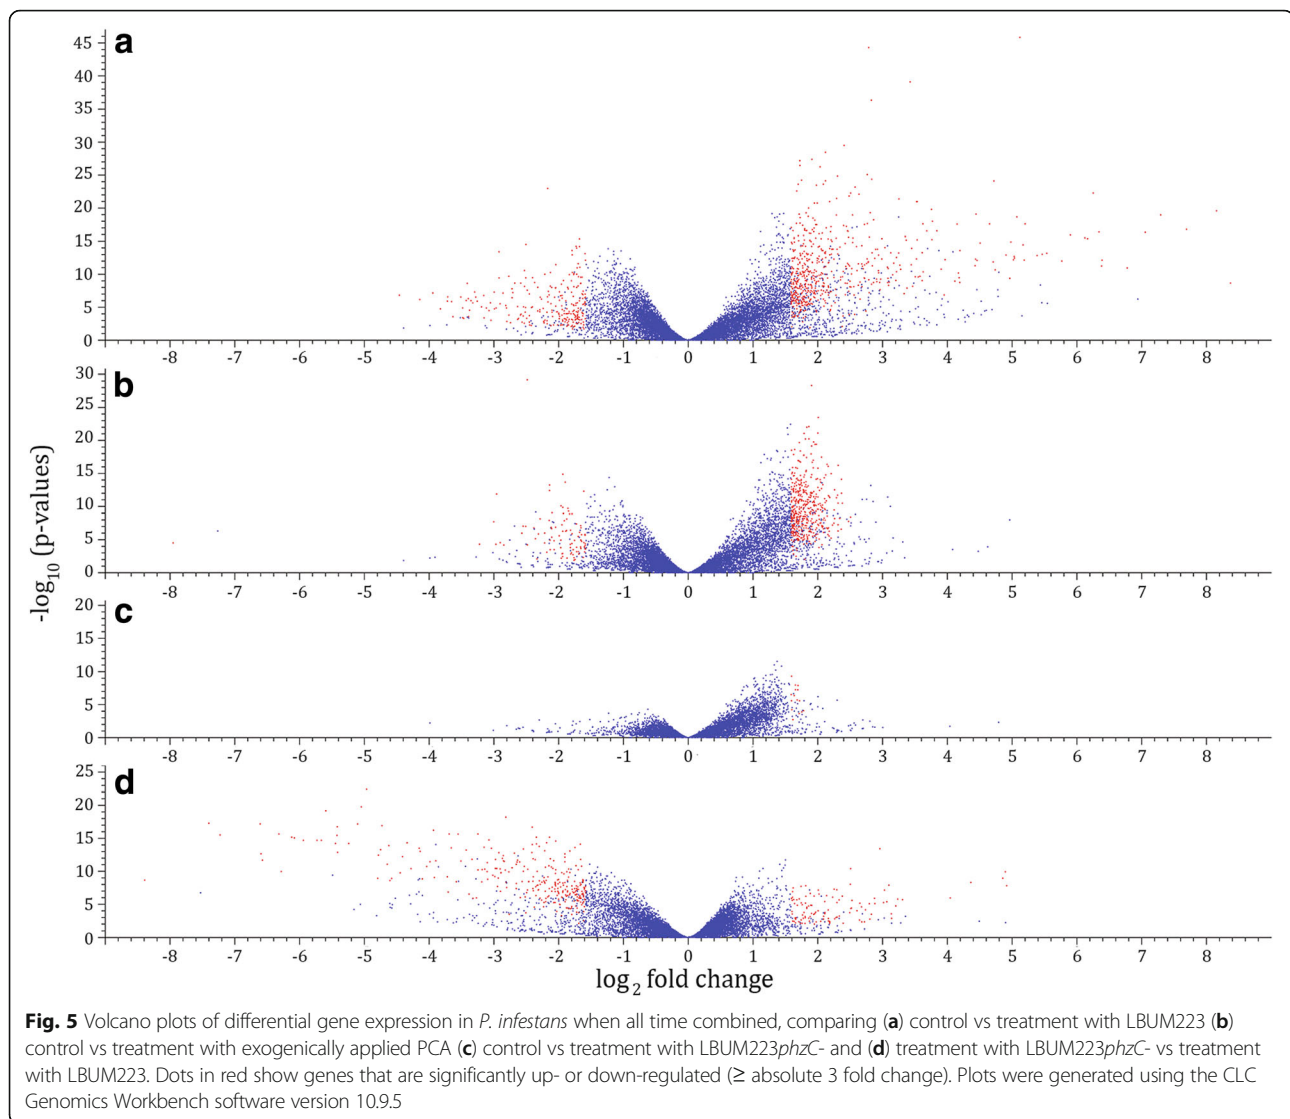 a
45
40
35
30
25
20
15
10
5
0
-8 -7 -6 -5 -4 -3 -2 -1 0 1 2 3 4 5 6 7 8
b
30
25
20
15
10
5
0
-8 -7 -6 -5 -4 -3 -2 -1 0 1 2 3 4 5 6 7 8
-log10 (p-values)
c
20
15
10
5
0
-8 -7 -6 -5 -4 -3 -2 -1 0 1 2 3 4 5 6 7 8
d
25
20
15
10
5
0
-8 -7 -6 -5 -4 -3 -2 -1 0 1 2 3 4 5 6 7 8
log2 fold change
Fig. 5 Volcano plots of differential gene expression in P. infestans when all time combined, comparing (a) control vs treatment with LBUM223 (b)
control vs treatment with exogenically applied PCA (c) control vs treatment with LBUM223phzC- and (d) treatment with LBUM223phzC- vs treatment
with LBUM223. Dots in red show genes that are significantly up- or down-regulated (≥ absolute 3 fold change). Plots were generated using the CLC
Genomics Workbench software version 10.9.5